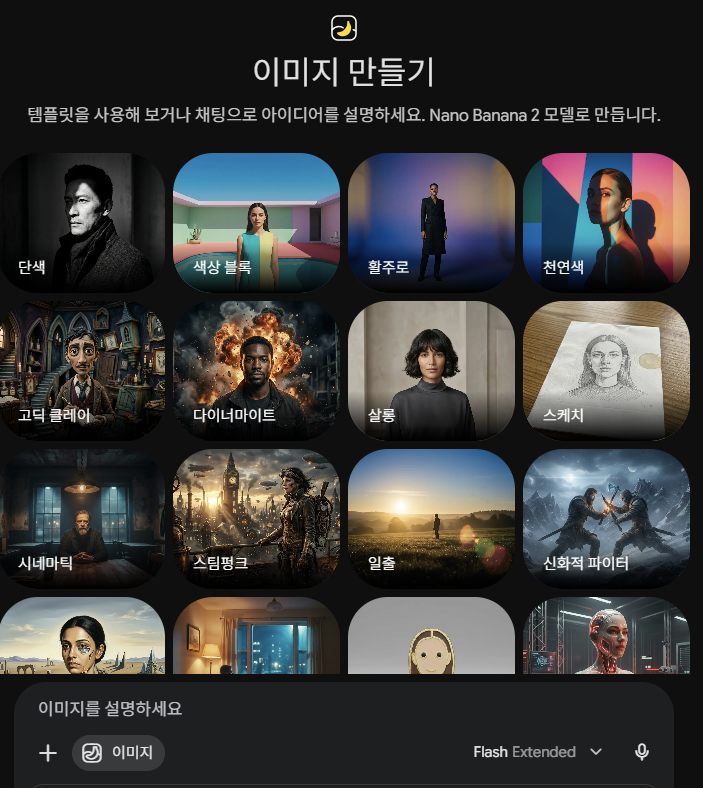 이미지 만들기
템플릿을 사용해 보거나 채팅으로 아이디어를 설명하세요. Nano Banana 2 모델로 만듭니다.
단색
색상 블록
활주로
천연색
고딕 클레이
다이너마이트
살롱
스케치
시네마틱
스팀펑크
일출
신화적 파이터
이미지를 설명하세요
이미지
Flash Extended